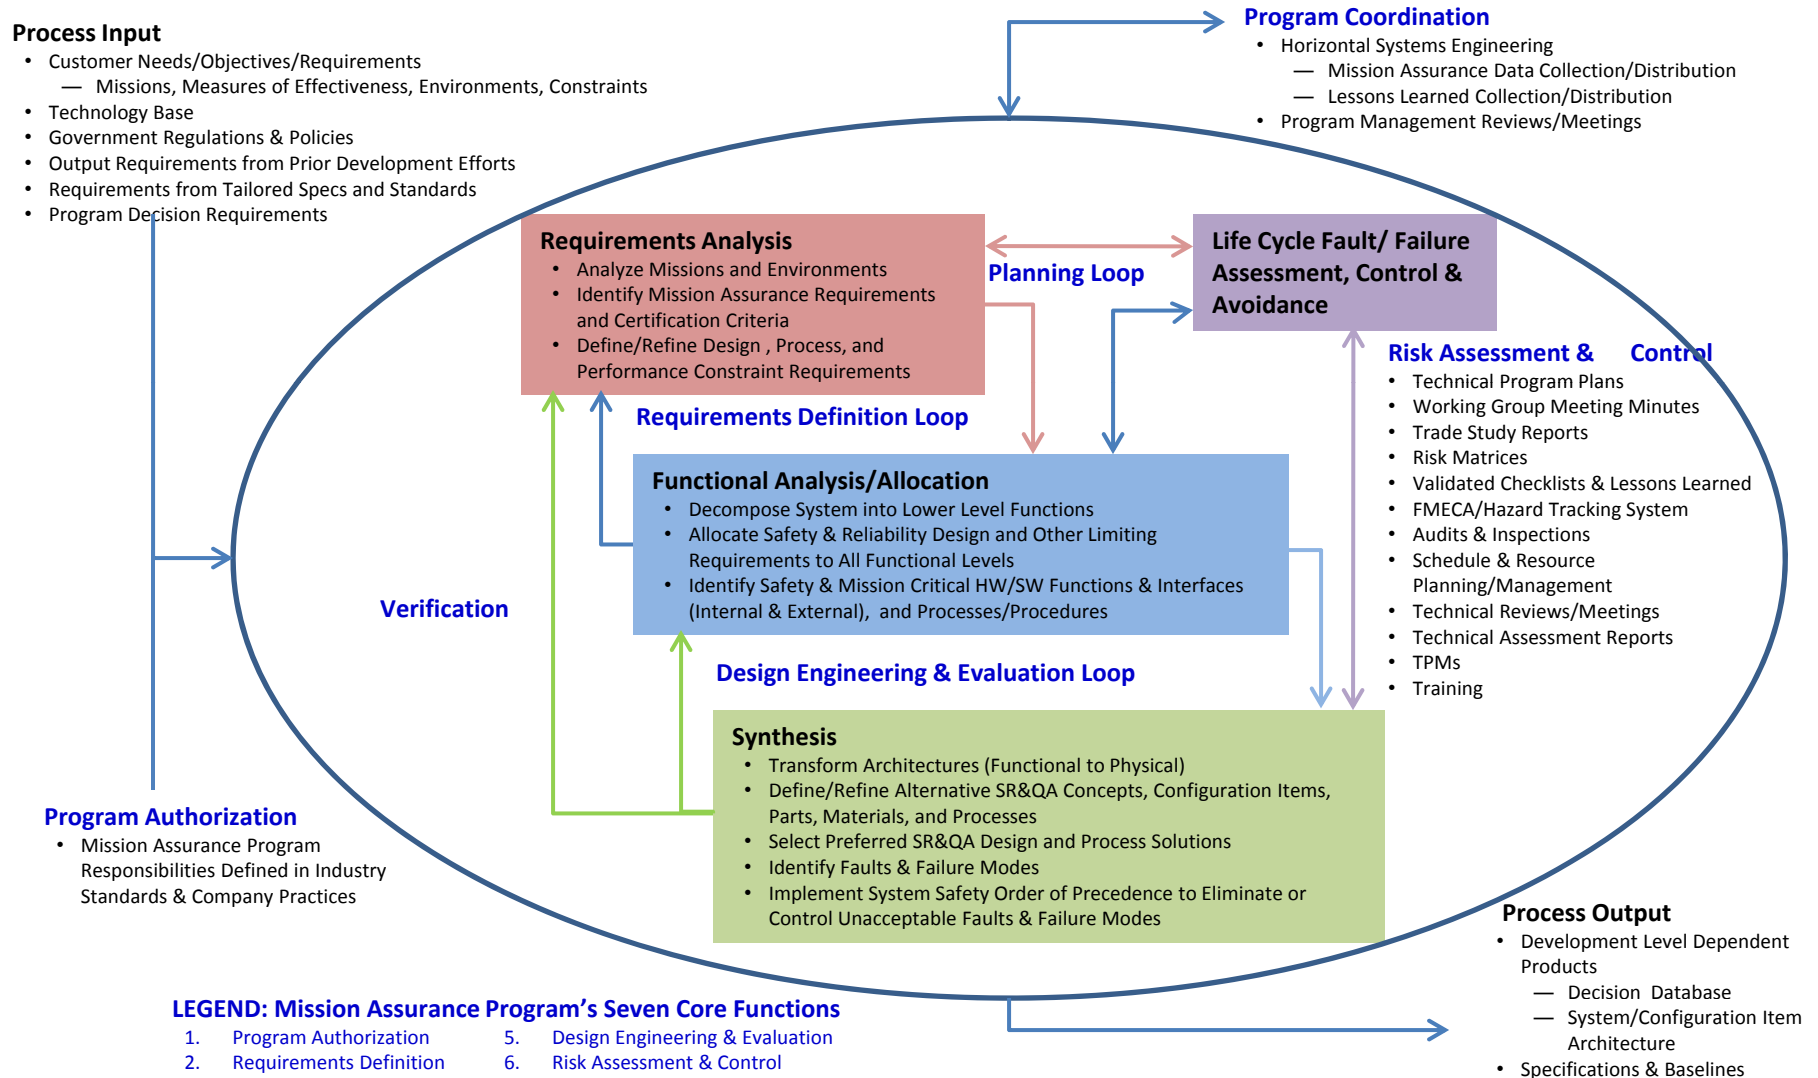 Process Input
• Customer Needs/Objectives/Requirements
— Missions, Measures of Effectiveness, Environments, Constraints
• Technology Base
• Government Regulations & Policies
• Output Requirements from Prior Development Efforts
• Requirements from Tailored Specs and Standards
• Program Decision Requirements
Program Coordination
• Horizontal Systems Engineering
— Mission Assurance Data Collection/Distribution
— Lessons Learned Collection/Distribution
• Program Management Reviews/Meetings
Requirements Analysis
• Analyze Missions and Environments
• Identify Mission Assurance Requirements
and Certification Criteria
• Define/Refine Design , Process, and
Performance Constraint Requirements
Planning Loop
Life Cycle Fault/ Failure
Assessment, Control &
Avoidance
Risk Assessment & Control
• Technical Program Plans
• Working Group Meeting Minutes
• Trade Study Reports
• Risk Matrices
• Validated Checklists & Lessons Learned
• FMECA/Hazard Tracking System
• Audits & Inspections
• Schedule & Resource
Planning/Management
• Technical Reviews/Meetings
• Technical Assessment Reports
• TPMs
• Training
Requirements Definition Loop
Functional Analysis/Allocation
• Decompose System into Lower Level Functions
• Allocate Safety & Reliability Design and Other Limiting
Requirements to All Functional Levels
• Identify Safety & Mission Critical HW/SW Functions & Interfaces
(Internal & External), and Processes/Procedures
Verification
Design Engineering & Evaluation Loop
Synthesis
• Transform Architectures (Functional to Physical)
• Define/Refine Alternative SR&QA Concepts, Configuration Items,
Parts, Materials, and Processes
• Select Preferred SR&QA Design and Process Solutions
• Identify Faults & Failure Modes
• Implement System Safety Order of Precedence to Eliminate or
Control Unacceptable Faults & Failure Modes
Program Authorization
• Mission Assurance Program
Responsibilities Defined in Industry
Standards & Company Practices
Process Output
• Development Level Dependent
Products
— Decision Database
— System/Configuration Item
Architecture
• Specifications & Baselines
LEGEND: Mission Assurance Program's Seven Core Functions
1. Program Authorization
2. Requirements Definition
5. Design Engineering & Evaluation
6. Risk Assessment & Control